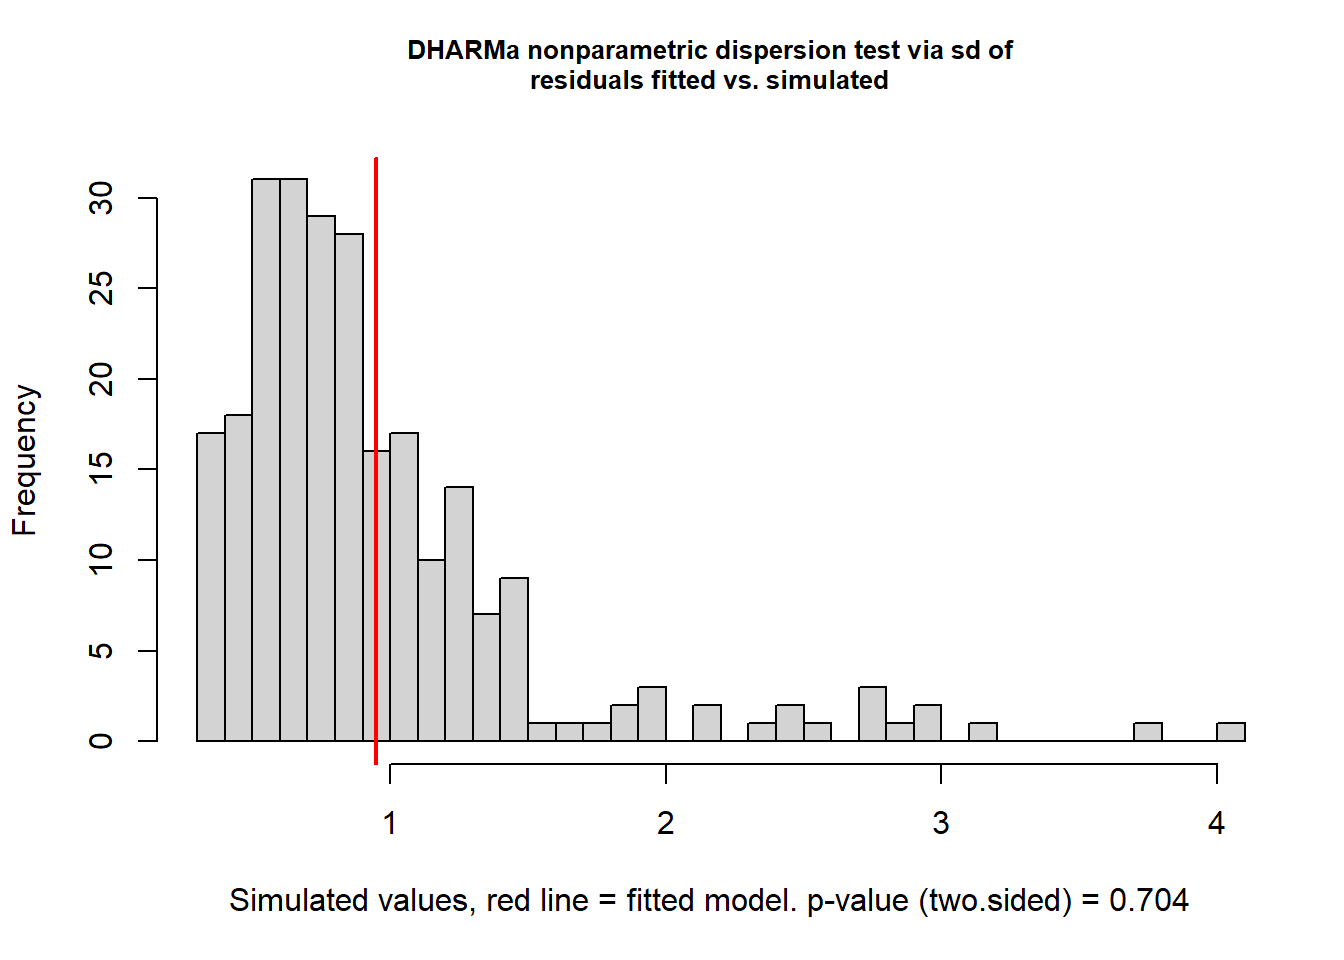 DHARMa nonparametric dispersion test via sd of
residuals fitted vs. simulated
Frequency
30
25
20
15
10
5
0
1 2 3 4
Simulated values, red line = fitted model. p-value (two.sided) = 0.704